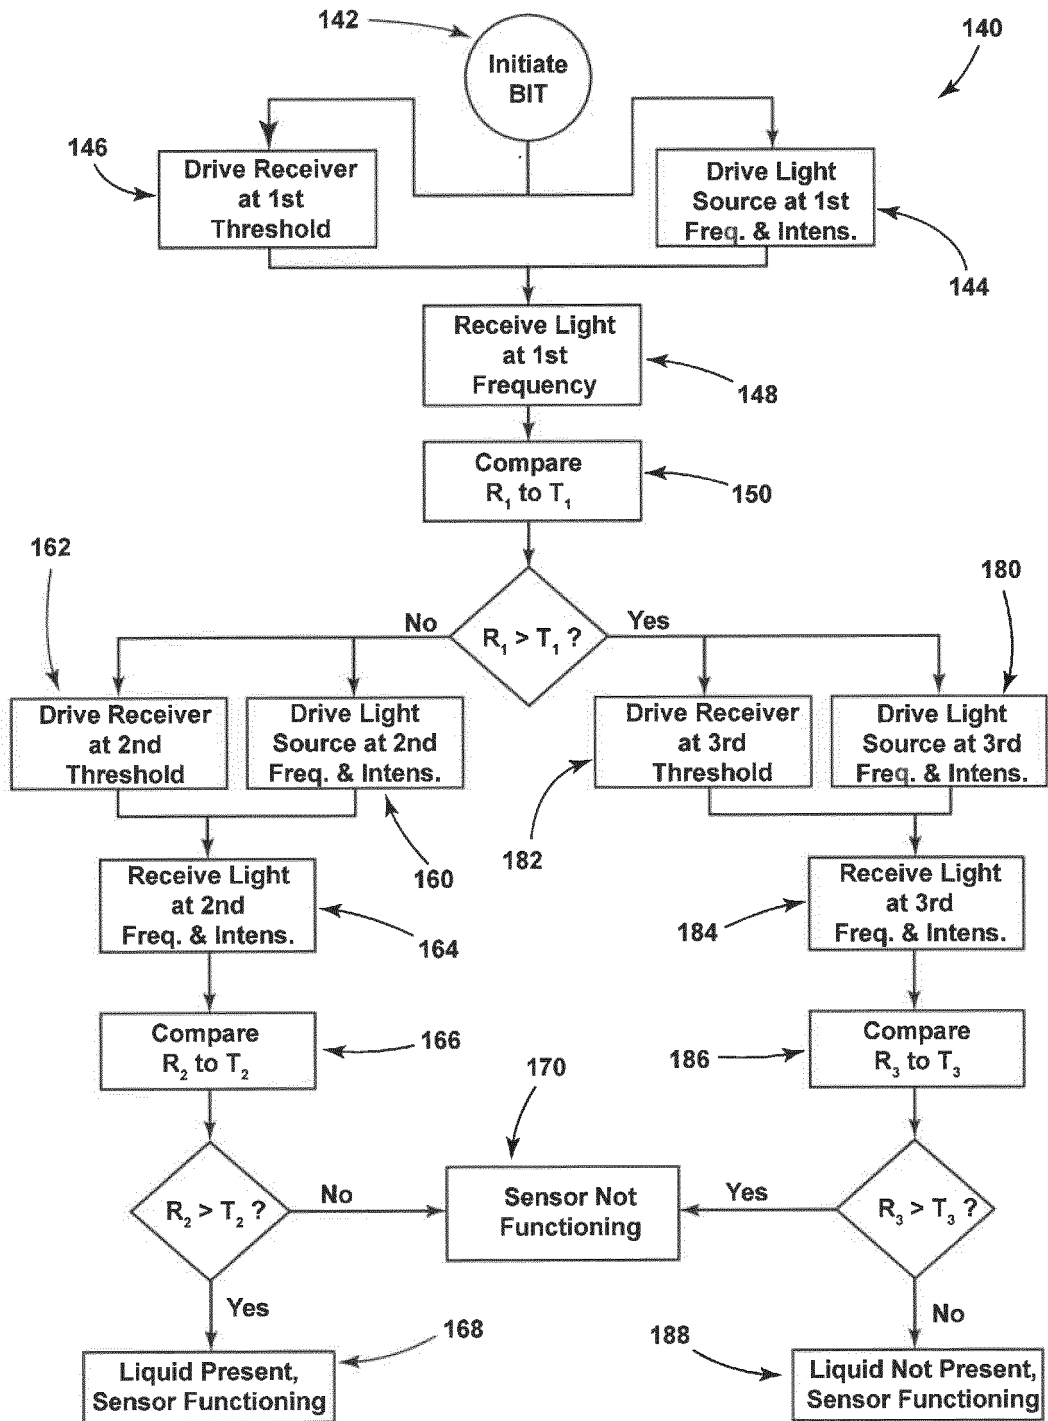 142
140
Initiate
BIT
146
Drive Receiver
at 1st
Threshold
Drive Light
Source at 1st
Freq. & Intens.
144
Receive Light
at 1st
Frequency
148
Compare
R₁ to T₁
150
162
180
No
R₁ > T₁ ?
Yes
Drive Receiver
at 2nd
Threshold
Drive Light
Source at 2nd
Freq. & Intens.
Drive Receiver
at 3rd
Threshold
Drive Light
Source at 3rd
Freq. & Intens.
160
182
Receive Light
at 2nd
Freq. & Intens.
164
184
Receive Light
at 3rd
Freq. & Intens.
Compare
R₂ to T₂
166
186
Compare
R₃ to T₃
170
R₂ > T₂ ?
No
Sensor Not
Functioning
Yes
R₃ > T₃ ?
Yes
No
168
188
Liquid Present,
Sensor Functioning
Liquid Not Present,
Sensor Functioning